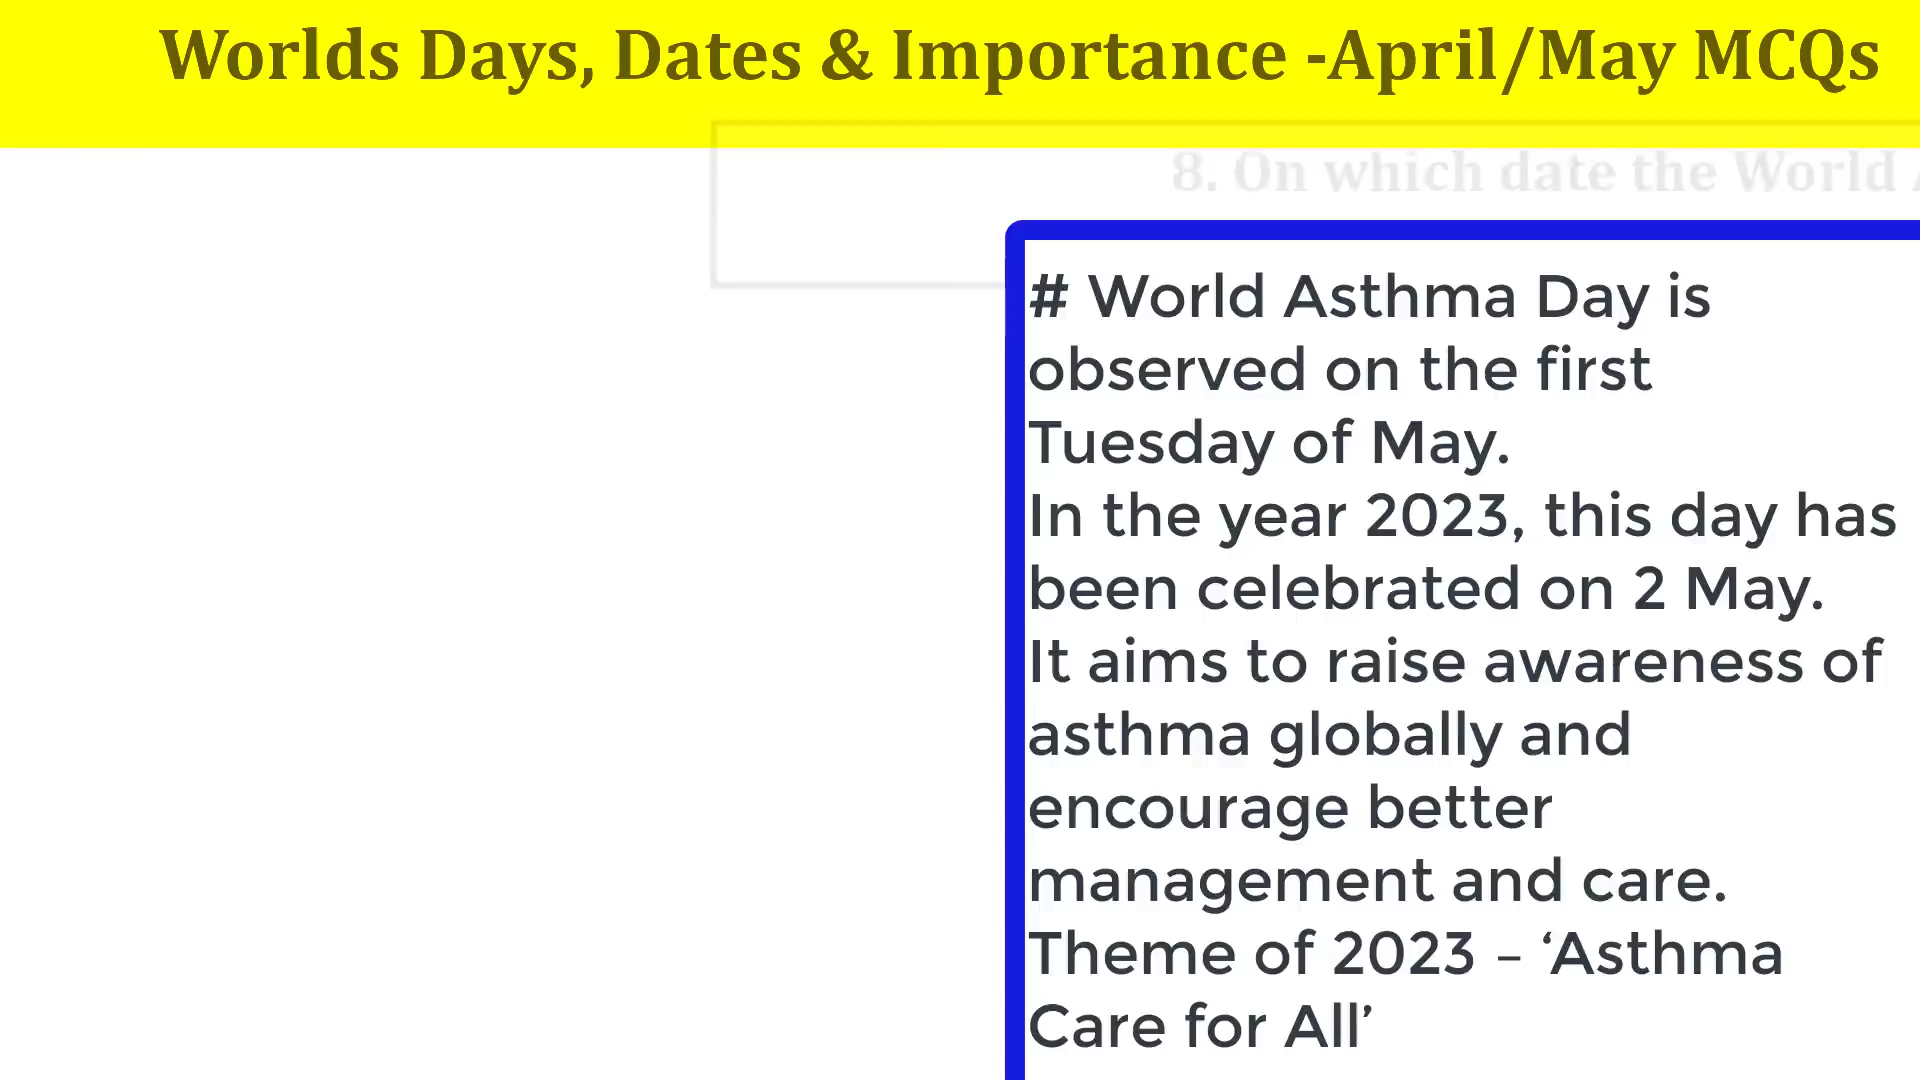 Worlds Days, Dates & Importance -April/May MCQs
8. On which date the World
# World Asthma Day is
observed on the first
Tuesday of May.
In the year 2023, this day has
been celebrated on 2 May.
It aims to raise awareness of
asthma globally and
encourage better
management and care.
Theme of 2023 – ‘Asthma
Care for All’